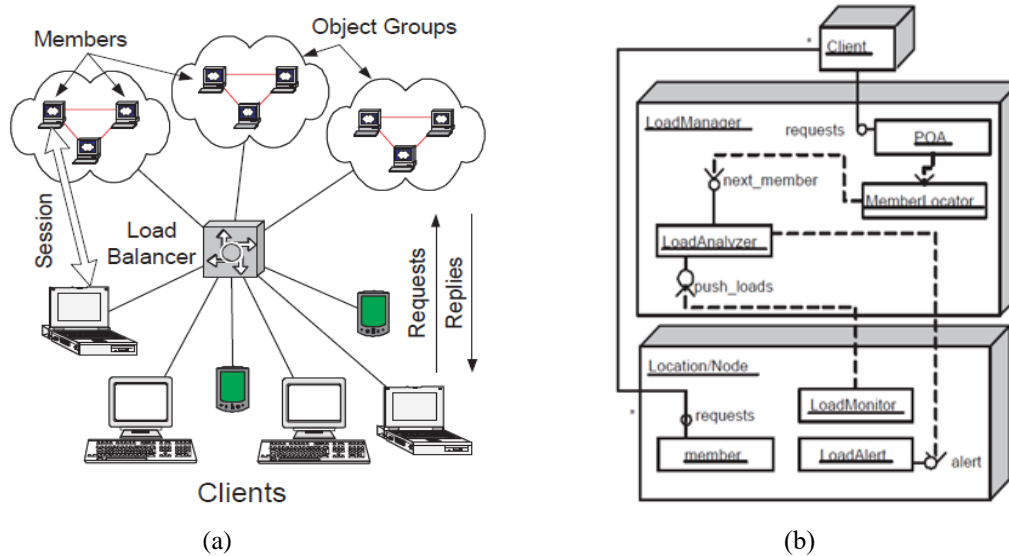 Members
Object Groups
Session
Load
Balancer
Requests
Replies
Clients
(a)
*
Client
LoadManager
requests
POA
next_member
MemberLocator
LoadAnalyzer
push_loads
Location/Node
LoadMonitor
*
requests
member
LoadAlert
alert
(b)